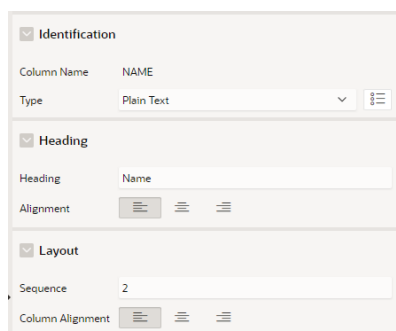 Identification
Column Name NAME
Type Plain Text
Heading
Heading Name
Alignment
Layout
Sequence 2
Column Alignment